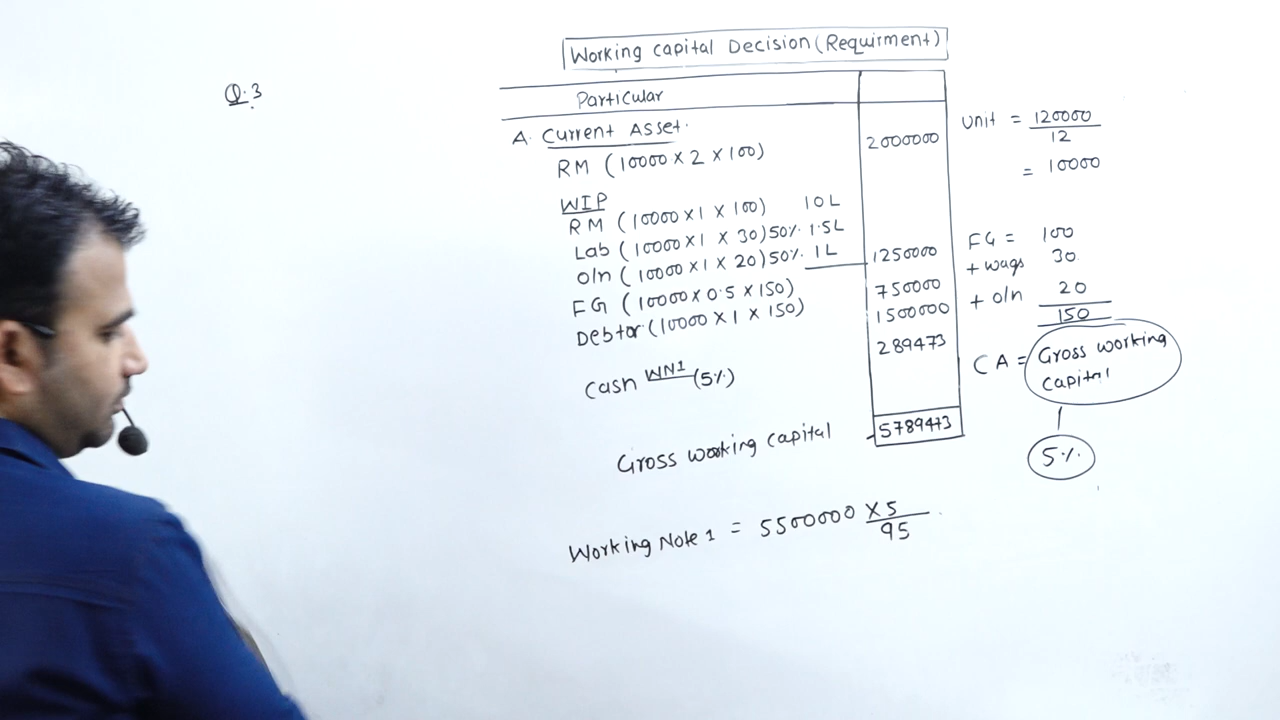 Working Capital Decision (Requirment)
Q.3
Particular
A. Current Asset.
RM (10000 × 2 × 100) 2000000
WIP
RM (10000 × 1 × 100) 10L
Lab (10000 × 1 × 30) 50% 1.5L
O/h (10000 × 1 × 20) 50% 1L 1250000
FG (10000 × 0.5 × 150) 750000
Debtor (10000 × 1 × 150) 1500000
Cash WN1 (5%) 289473
Gross working capital 5789473
Working Note 1 = 5500000 × 5
95
Unit = 120000
12
= 10000
FG = 100
+ wags 30
+ o/h 20
150
CA = Gross working
capital
5%